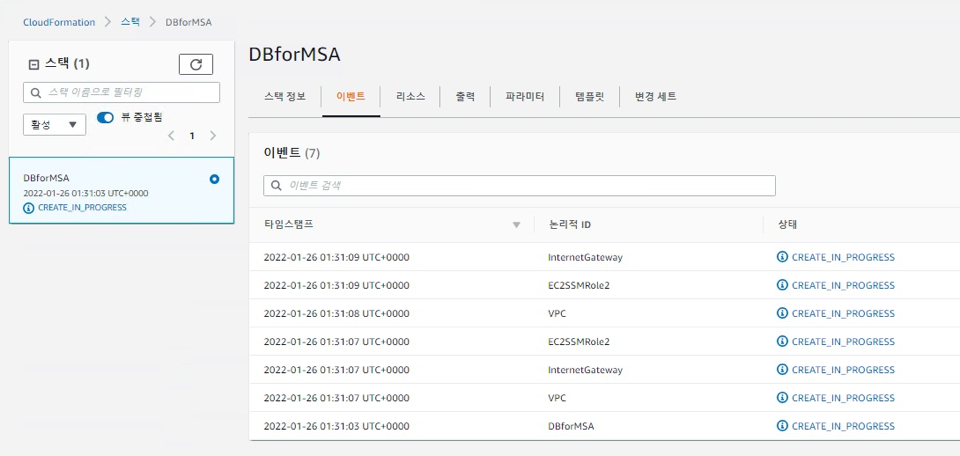 CloudFormation > 스택 > DBforMSA
스택 (1)
스택 이름으로 필터링
활성
뷰 중첩됨
< 1 >
DBforMSA
2022-01-26 01:31:03 UTC+0000
CREATE_IN_PROGRESS
DBforMSA
스택 정보 이벤트 리소스 출력 파라미터 템플릿 변경 세트
이벤트 (7)
이벤트 검색
타임스탬프 논리적 ID 상태
2022-01-26 01:31:09 UTC+0000 InternetGateway CREATE_IN_PROGRESS
2022-01-26 01:31:09 UTC+0000 EC2SSMRole2 CREATE_IN_PROGRESS
2022-01-26 01:31:08 UTC+0000 VPC CREATE_IN_PROGRESS
2022-01-26 01:31:07 UTC+0000 EC2SSMRole2 CREATE_IN_PROGRESS
2022-01-26 01:31:07 UTC+0000 InternetGateway CREATE_IN_PROGRESS
2022-01-26 01:31:07 UTC+0000 VPC CREATE_IN_PROGRESS
2022-01-26 01:31:03 UTC+0000 DBforMSA CREATE_IN_PROGRESS